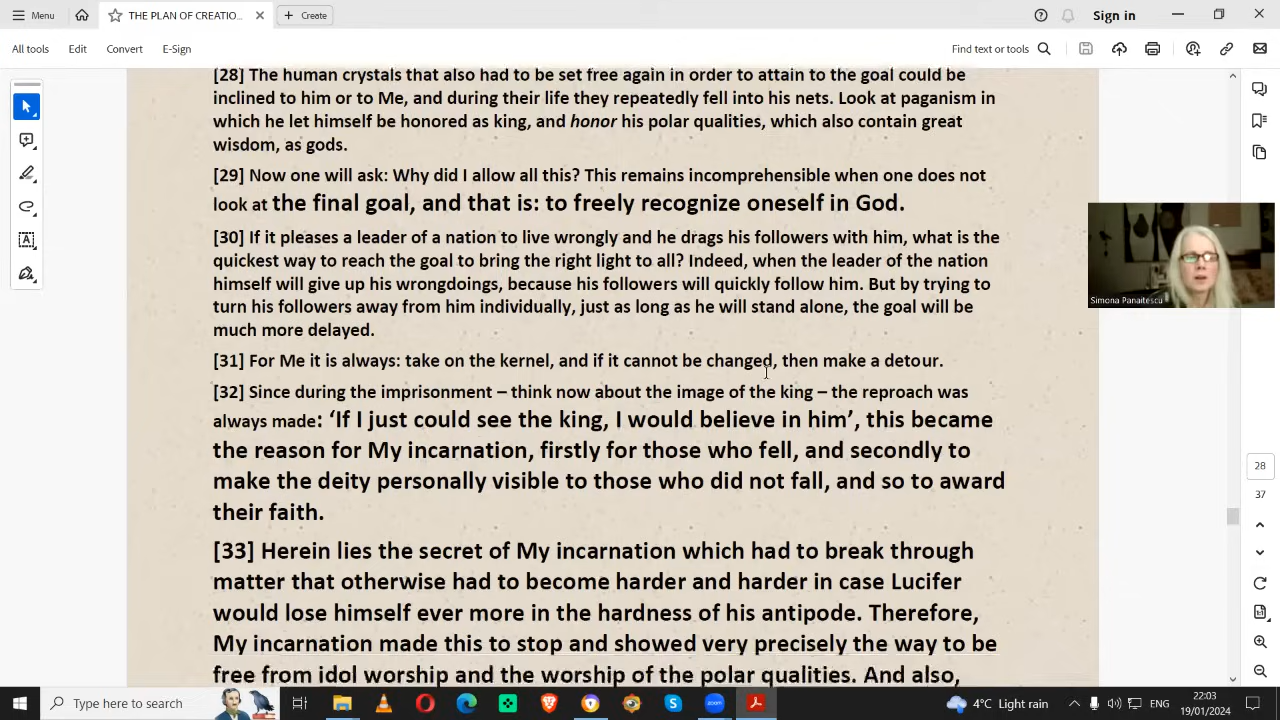 Menu
THE PLAN OF CREATIO...
Create
Sign in
All tools
Edit
Convert
E-Sign
Find text or tools
[28] The human crystals that also had to be set free again in order to attain to the goal could be
inclined to him or to Me, and during their life they repeatedly fell into his nets. Look at paganism in
which he let himself be honored as king, and honor his polar qualities, which also contain great
wisdom, as gods.
[29] Now one will ask: Why did I allow all this? This remains incomprehensible when one does not
look at the final goal, and that is: to freely recognize oneself in God.
[30] If it pleases a leader of a nation to live wrongly and he drags his followers with him, what is the
quickest way to reach the goal to bring the right light to all? Indeed, when the leader of the nation
himself will give up his wrongdoings, because his followers will quickly follow him. But by trying to
turn his followers away from him individually, just as long as he will stand alone, the goal will be
much more delayed.
[31] For Me it is always: take on the kernel, and if it cannot be changed, then make a detour.
[32] Since during the imprisonment – think now about the image of the king – the reproach was
always made: ‘If I just could see the king, I would believe in him’, this became
the reason for My incarnation, firstly for those who fell, and secondly to
make the deity personally visible to those who did not fall, and so to award
their faith.
[33] Herein lies the secret of My incarnation which had to break through
matter that otherwise had to become harder and harder in case Lucifer
would lose himself ever more in the hardness of his antipode. Therefore,
My incarnation made this to stop and showed very precisely the way to be
free from idol worship and the worship of the polar qualities. And also,
Simona Panaitescu
28
37
Type here to search
zoom
4°C Light rain
ENG
22:03
19/01/2024